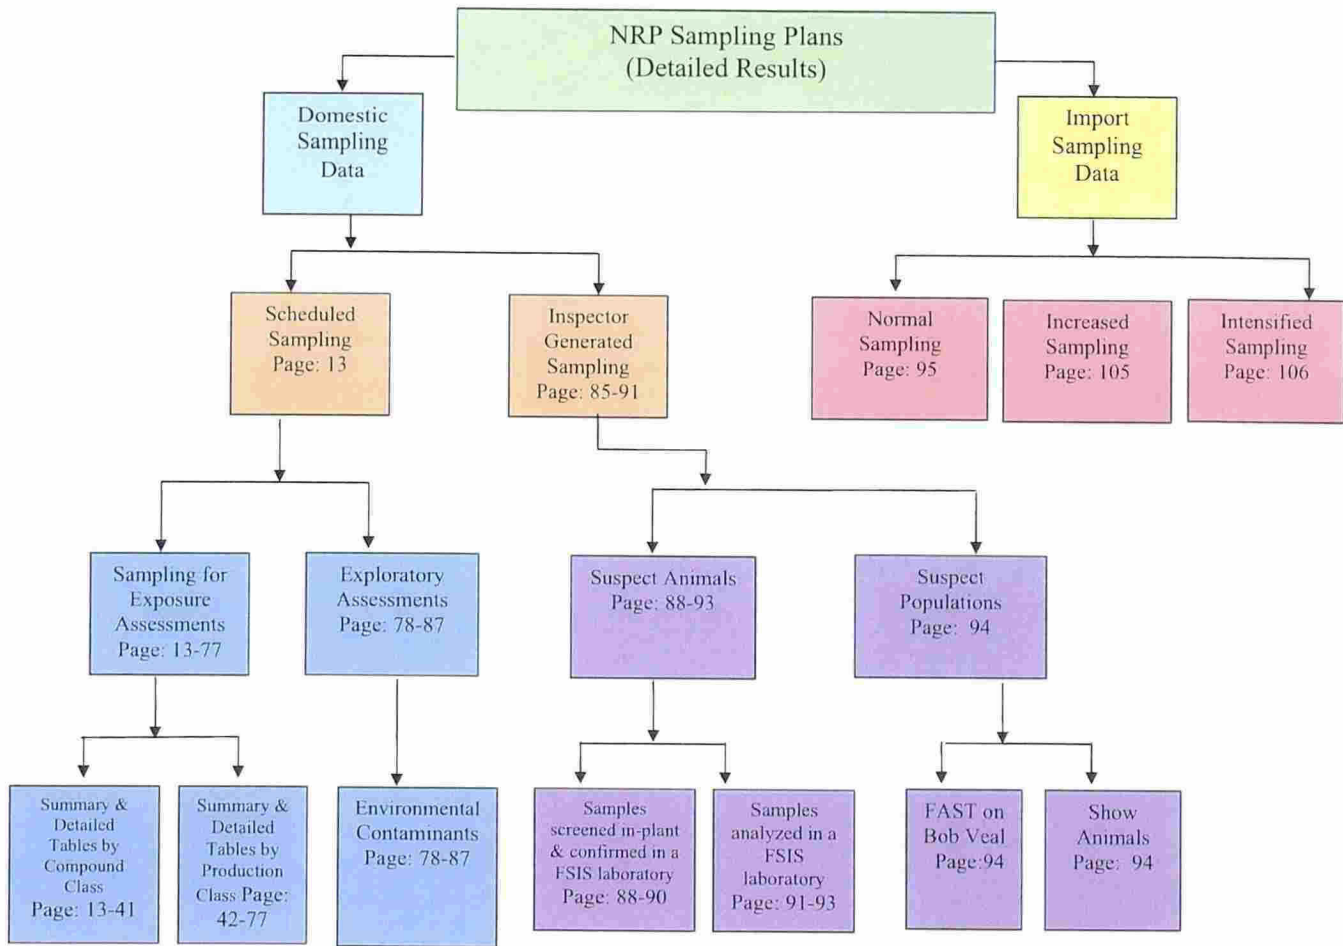 NRP Sampling Plans
(Detailed Results)
Domestic
Sampling
Data
Import
Sampling
Data
Scheduled
Sampling
Page: 13
Inspector
Generated
Sampling
Page: 85-91
Normal
Sampling
Page: 95
Increased
Sampling
Page: 105
Intensified
Sampling
Page: 106
Sampling for
Exposure
Assessments
Page: 13-77
Exploratory
Assessments
Page: 78-87
Suspect Animals
Page: 88-93
Suspect
Populations
Page: 94
Summary &
Detailed
Tables by
Compound
Class
Page: 13-41
Summary &
Detailed
Tables by
Production
Class Page:
42-77
Environmental
Contaminants
Page: 78-87
Samples
screened in-plant
& confirmed in a
FSIS laboratory
Page: 88-90
Samples
analyzed in a
FSIS
laboratory
Page: 91-93
FAST on
Bob Veal
Page:94
Show
Animals
Page: 94